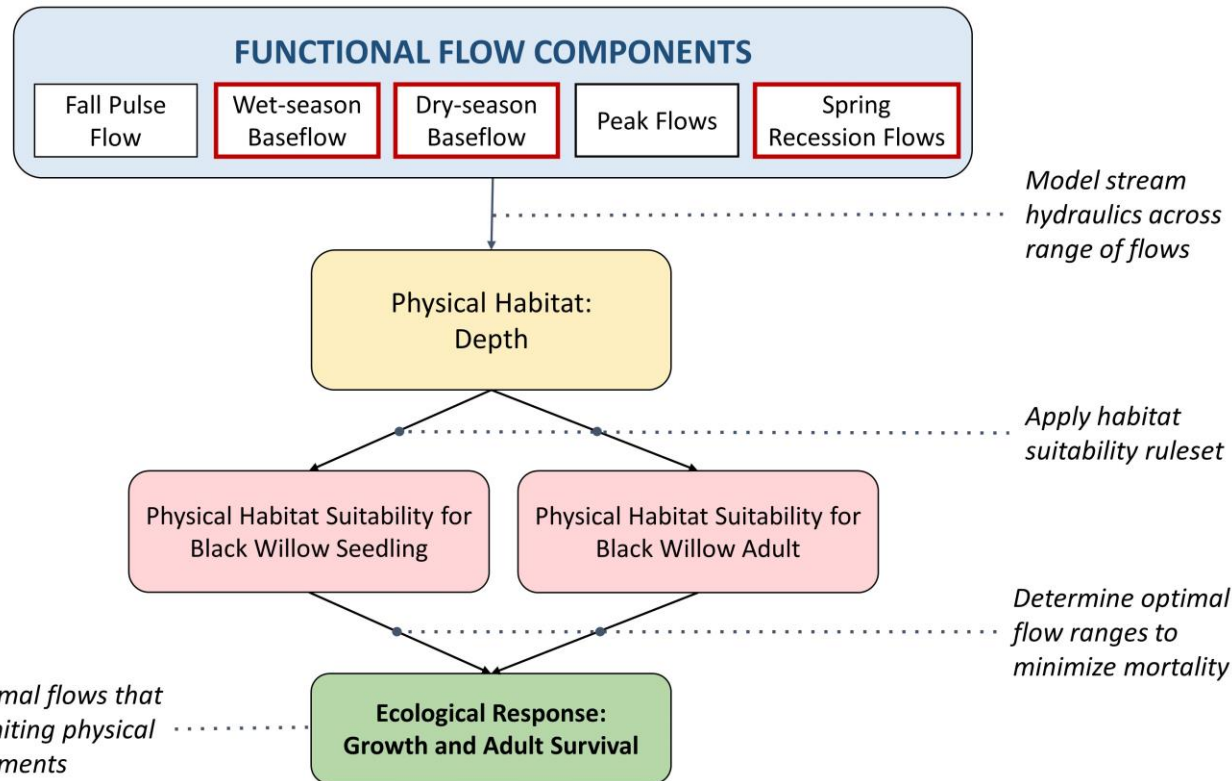 FUNCTIONAL FLOW COMPONENTS
Fall Pulse
Flow
Wet-season
Baseflow
Dry-season
Baseflow
Peak Flows
Spring
Recession Flows
Model stream
hydraulics across
range of flows
Physical Habitat:
Depth
Apply habitat
suitability ruleset
Physical Habitat Suitability for
Black Willow Seedling
Physical Habitat Suitability for
Black Willow Adult
Determine optimal
flow ranges to
minimize mortality
flows that
physical
Ecological Response:
Growth and Adult Survival